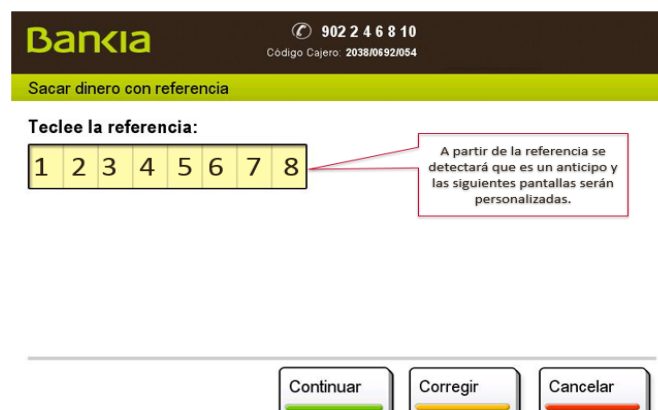 Bankia
902 2 4 6 8 10
Código Cajero: 2038/0692/054
Sacar dinero con referencia
Teclee la referencia:
1 2 3 4 5 6 7 8
A partir de la referencia se
detectará que es un anticipo y
las siguientes pantallas serán
personalizadas.
Continuar
Corregir
Cancelar